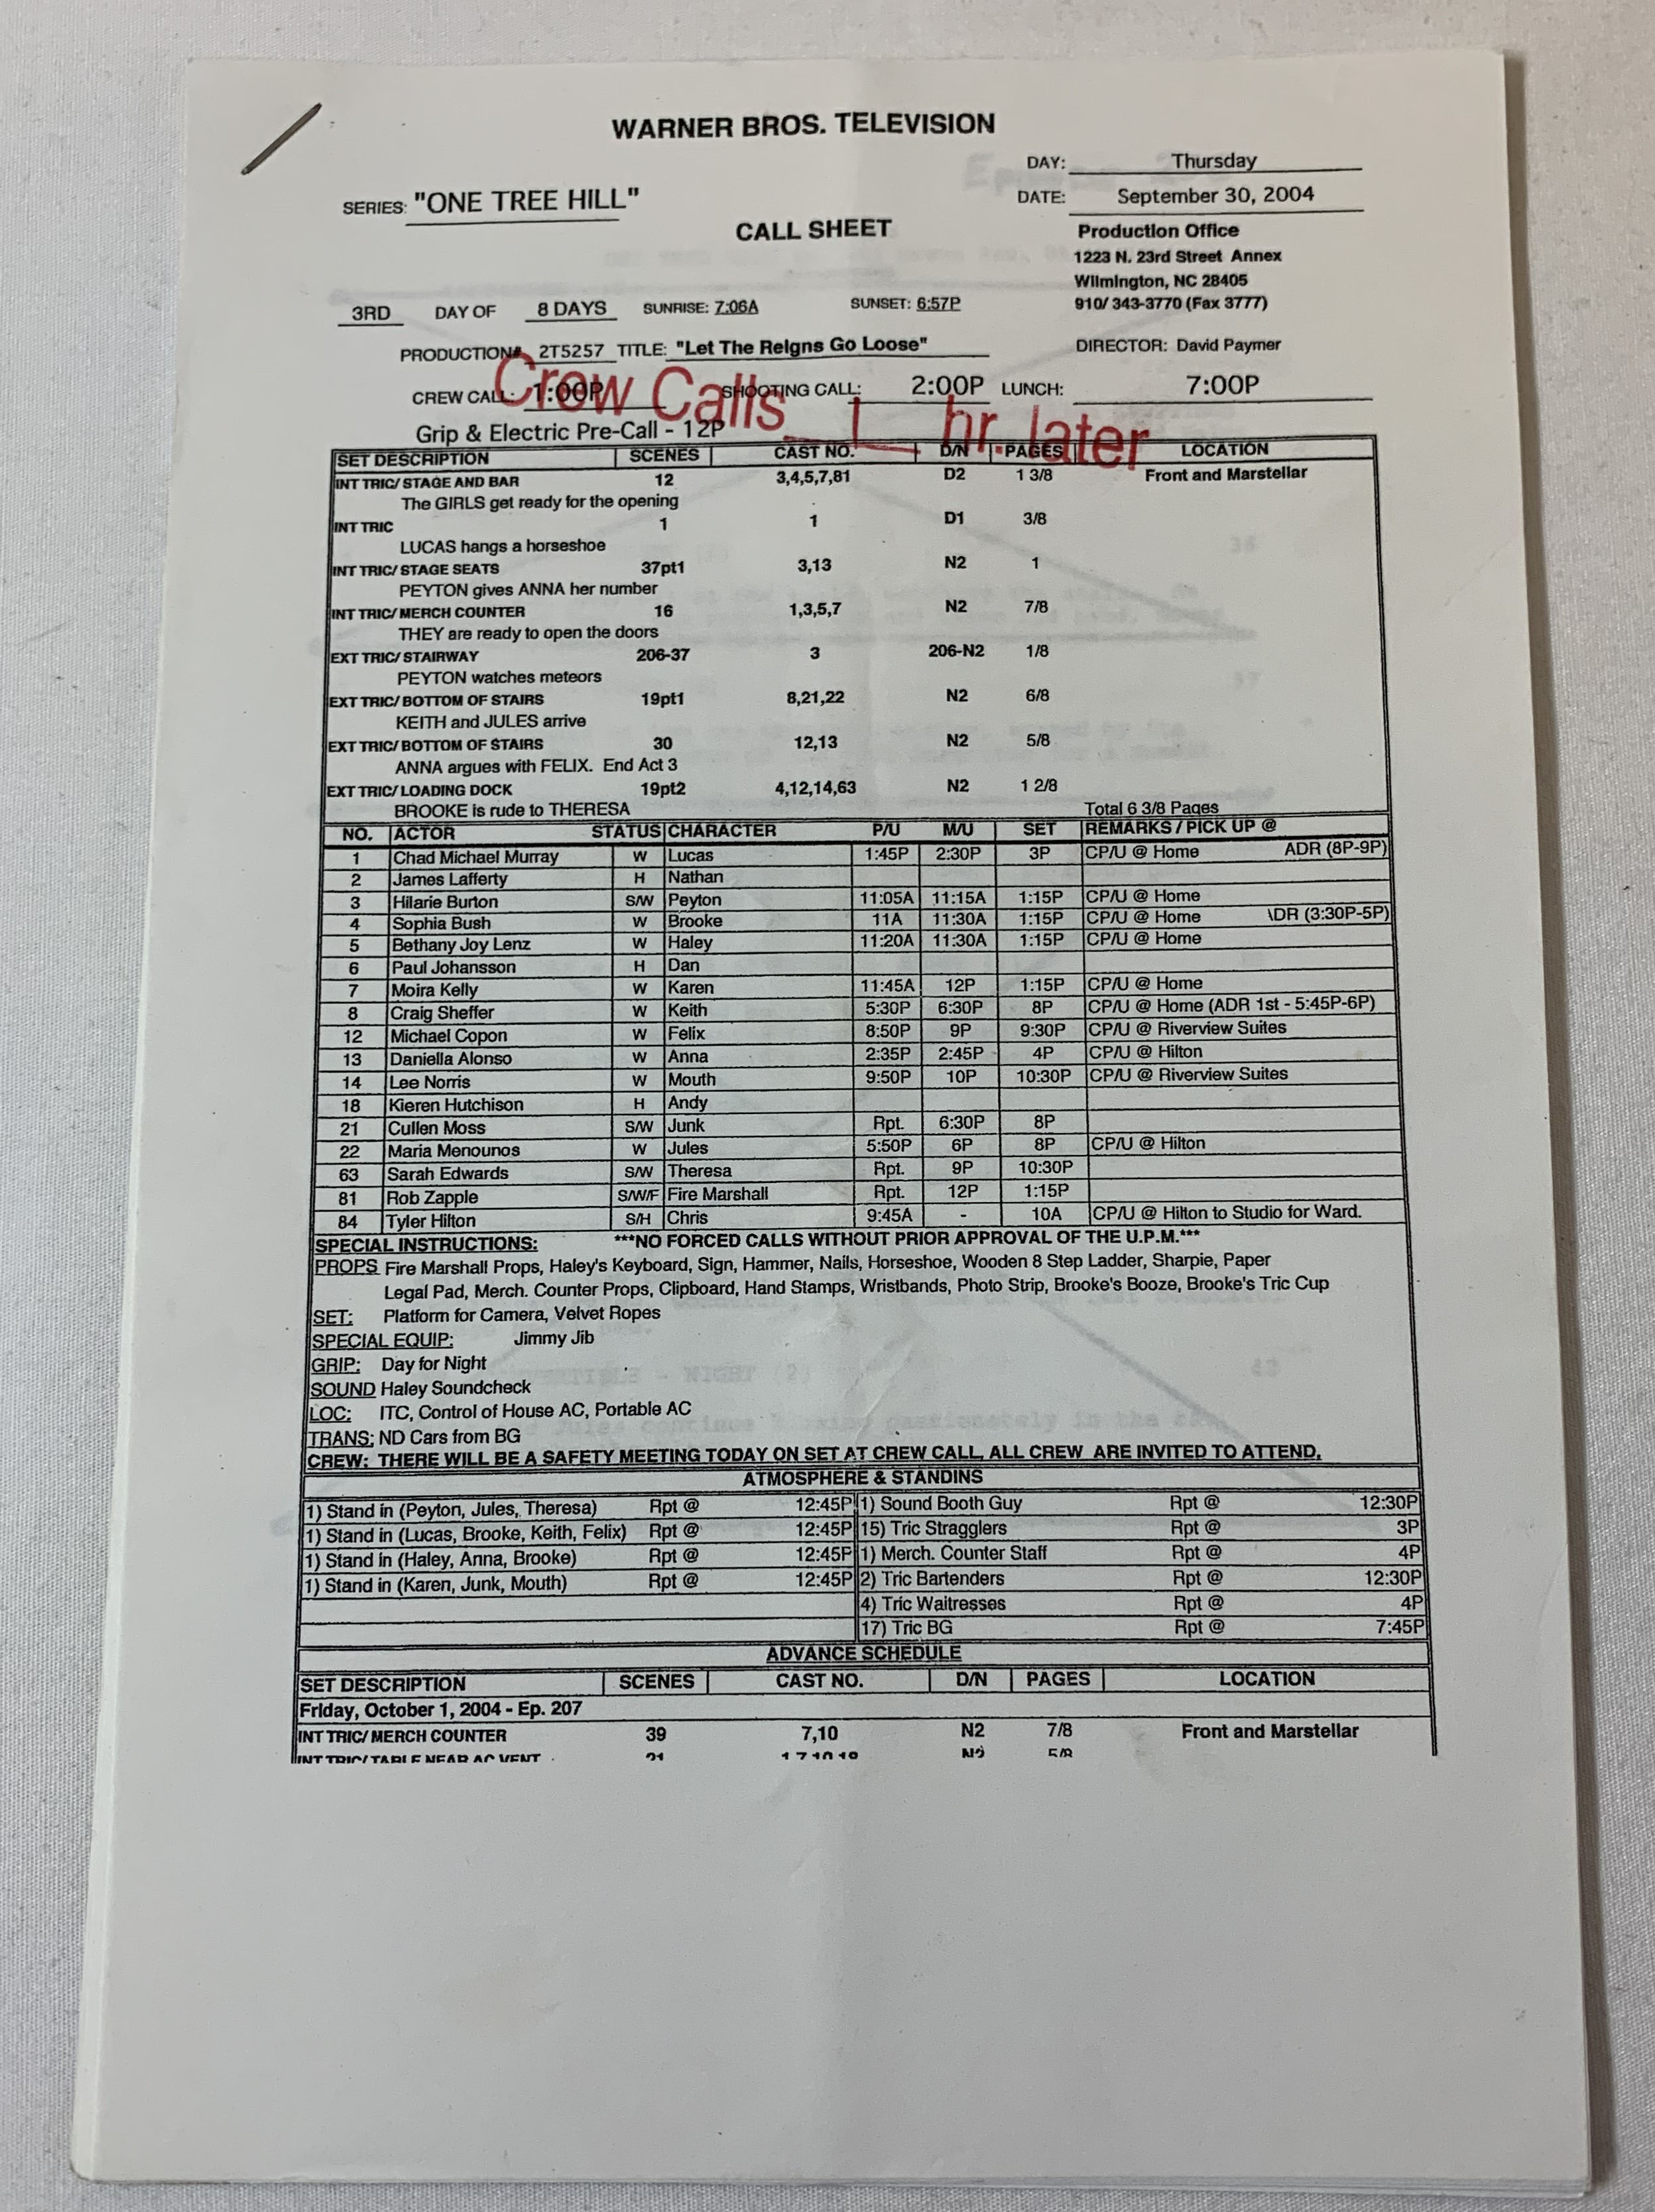 WARNER BROS. TELEVISION
DAY: Thursday
SERIES: "ONE TREE HILL"
DATE: September 30, 2004
CALL SHEET
Production Office
1223 N. 23rd Street Annex
Wilmington, NC 28405
910/ 343-3770 (Fax 3777)
3RD DAY OF 8 DAYS SUNRISE: 7:06A SUNSET: 6:57P
PRODUCTION# 2T5257 TITLE: "Let The Reigns Go Loose" DIRECTOR: David Paymer
CREW CALL: 1:00P SHOOTING CALL: 2:00P LUNCH: 7:00P
Crew Calls 1 hr. later
Grip & Electric Pre-Call - 12P
SET DESCRIPTION SCENES CAST NO. D/N PAGES LOCATION
INT TRIC/ STAGE AND BAR 12 3,4,5,7,81 D2 1 3/8 Front and Marstellar
The GIRLS get ready for the opening
INT TRIC 1 1 D1 3/8
LUCAS hangs a horseshoe
INT TRIC/ STAGE SEATS 37pt1 3,13 N2 1
PEYTON gives ANNA her number
INT TRIC/ MERCH COUNTER 16 1,3,5,7 N2 7/8
THEY are ready to open the doors
EXT TRIC/ STAIRWAY 206-37 3 206-N2 1/8
PEYTON watches meteors
EXT TRIC/ BOTTOM OF STAIRS 19pt1 8,21,22 N2 6/8
KEITH and JULES arrive
EXT TRIC/ BOTTOM OF STAIRS 30 12,13 N2 5/8
ANNA argues with FELIX. End Act 3
EXT TRIC/ LOADING DOCK 19pt2 4,12,14,63 N2 1 2/8
BROOKE is rude to THERESA Total 6 3/8 Pages
NO. ACTOR STATUS CHARACTER P/U M/U SET REMARKS / PICK UP @
1 Chad Michael Murray W Lucas 1:45P 2:30P 3P CP/U @ Home ADR (8P-9P)
2 James Lafferty H Nathan
3 Hilarie Burton S/W Peyton 11:05A 11:15A 1:15P CP/U @ Home
4 Sophia Bush W Brooke 11A 11:30A 1:15P CP/U @ Home \DR (3:30P-5P)
5 Bethany Joy Lenz W Haley 11:20A 11:30A 1:15P CP/U @ Home
6 Paul Johansson H Dan
7 Moira Kelly W Karen 11:45A 12P 1:15P CP/U @ Home
8 Craig Sheffer W Keith 5:30P 6:30P 8P CP/U @ Home (ADR 1st - 5:45P-6P)
12 Michael Copon W Felix 8:50P 9P 9:30P CP/U @ Riverview Suites
13 Daniella Alonso W Anna 2:35P 2:45P 4P CP/U @ Hilton
14 Lee Norris W Mouth 9:50P 10P 10:30P CP/U @ Riverview Suites
18 Kieren Hutchison H Andy
21 Cullen Moss S/W Junk Rpt. 6:30P 8P
22 Maria Menounos W Jules 5:50P 6P 8P CP/U @ Hilton
63 Sarah Edwards S/W Theresa Rpt. 9P 10:30P
81 Rob Zapple S/W/F Fire Marshall Rpt. 12P 1:15P
84 Tyler Hilton S/H Chris 9:45A - 10A CP/U @ Hilton to Studio for Ward.
SPECIAL INSTRUCTIONS: ***NO FORCED CALLS WITHOUT PRIOR APPROVAL OF THE U.P.M.***
PROPS Fire Marshall Props, Haley's Keyboard, Sign, Hammer, Nails, Horseshoe, Wooden 8 Step Ladder, Sharpie, Paper
Legal Pad, Merch. Counter Props, Clipboard, Hand Stamps, Wristbands, Photo Strip, Brooke's Booze, Brooke's Tric Cup
SET: Platform for Camera, Velvet Ropes
SPECIAL EQUIP: Jimmy Jib
GRIP: Day for Night
SOUND Haley Soundcheck
LOC: ITC, Control of House AC, Portable AC
TRANS: ND Cars from BG
CREW: THERE WILL BE A SAFETY MEETING TODAY ON SET AT CREW CALL, ALL CREW ARE INVITED TO ATTEND.
ATMOSPHERE & STANDINS
1) Stand in (Peyton, Jules, Theresa) Rpt @ 12:45P 1) Sound Booth Guy Rpt @ 12:30P
1) Stand in (Lucas, Brooke, Keith, Felix) Rpt @ 12:45P 15) Tric Stragglers Rpt @ 3P
1) Stand in (Haley, Anna, Brooke) Rpt @ 12:45P 1) Merch. Counter Staff Rpt @ 4P
1) Stand in (Karen, Junk, Mouth) Rpt @ 12:45P 2) Tric Bartenders Rpt @ 12:30P
4) Tric Waitresses Rpt @ 4P
17) Tric BG Rpt @ 7:45P
ADVANCE SCHEDULE
SET DESCRIPTION SCENES CAST NO. D/N PAGES LOCATION
Friday, October 1, 2004 - Ep. 207
INT TRIC/ MERCH COUNTER 39 7,10 N2 7/8 Front and Marstellar
INT TRIC/ TABLE NEAR AC VENT N2 5/8